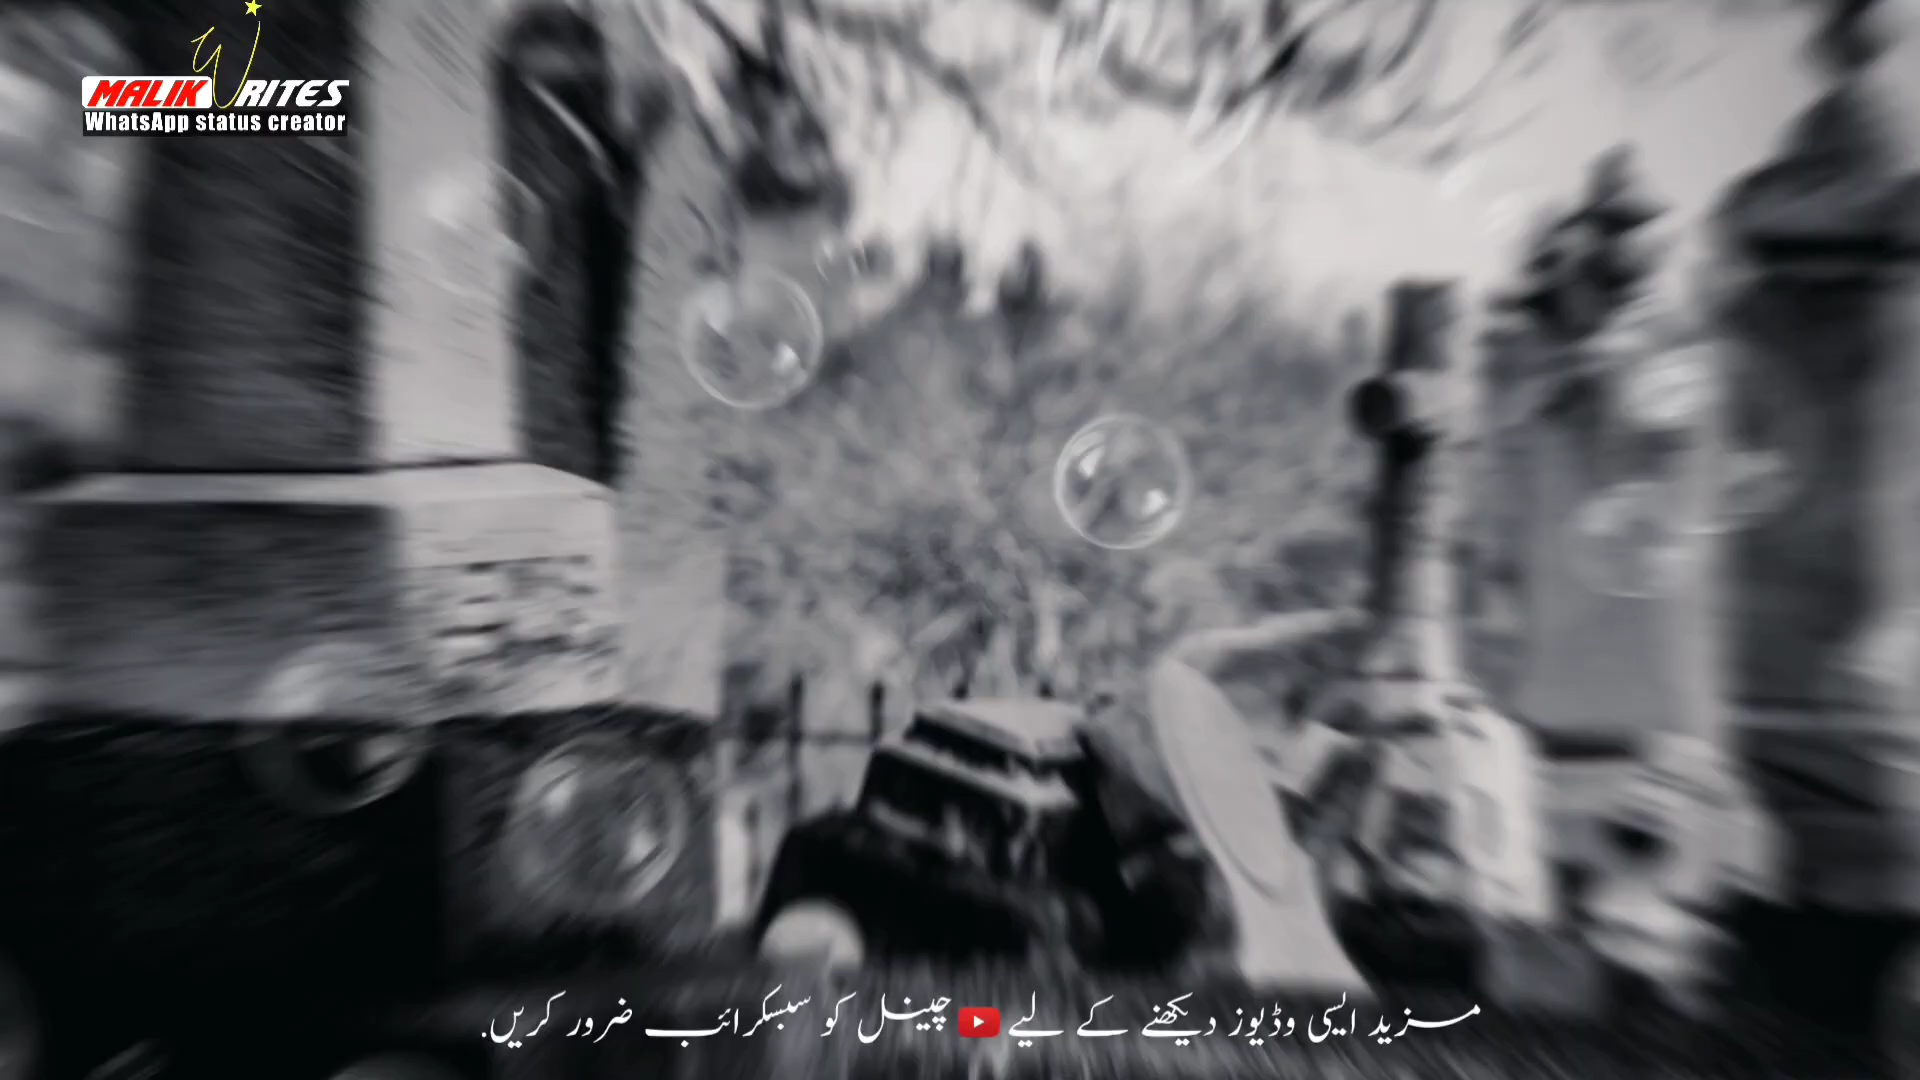 MALIK WRITES
WhatsApp status creator
مزید ایسی وڈیوز دیکھنے کے لیے چینل کو سبسکرائب ضرور کریں.